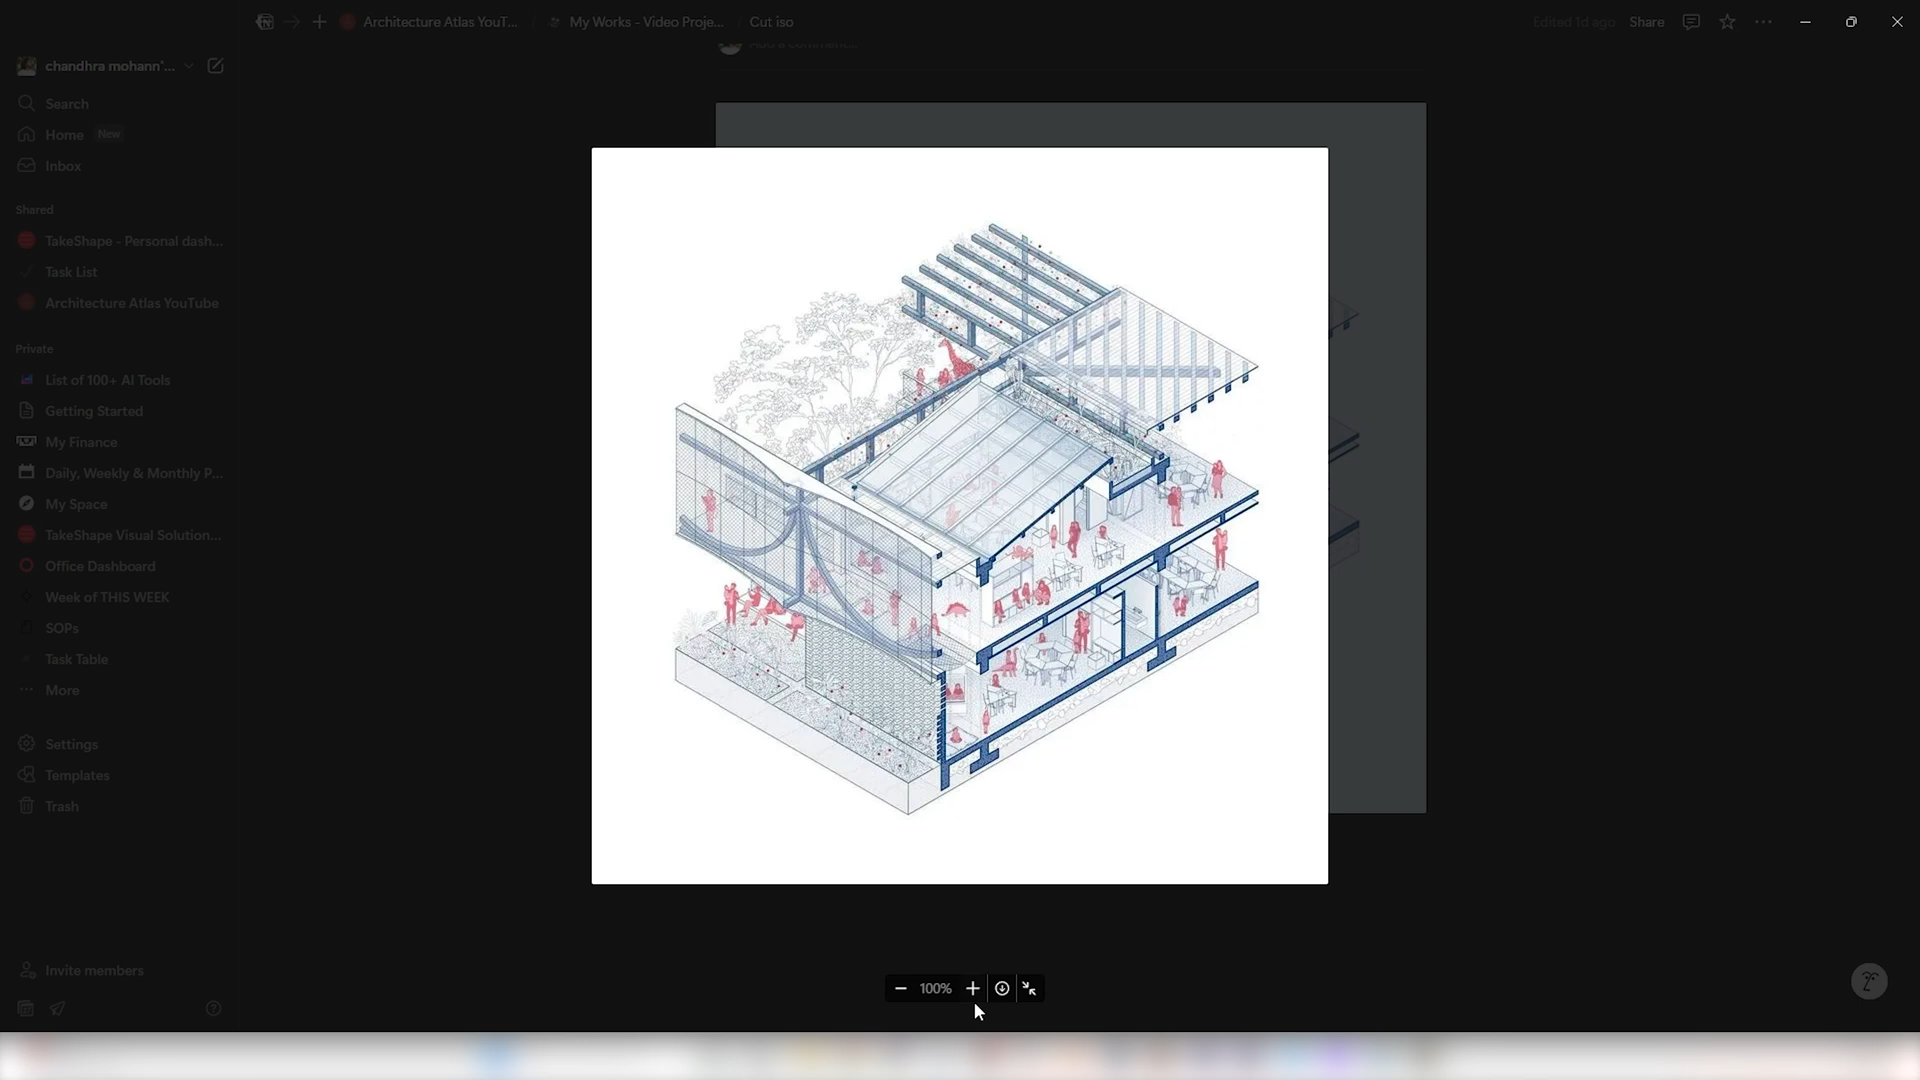 Architecture Atlas YouT... My Works - Video Proje... Cut iso Edited 1d ago Share
chandhra mohann'...
Search
Home New
Inbox
Shared
TakeShape - Personal dash...
Task List
Architecture Atlas YouTube
Private
List of 100+ AI Tools
Getting Started
My Finance
Daily, Weekly & Monthly P...
My Space
TakeShape Visual Solution...
Office Dashboard
Week of THIS WEEK
SOPs
Task Table
More
Settings
Templates
Trash
Invite members
100%